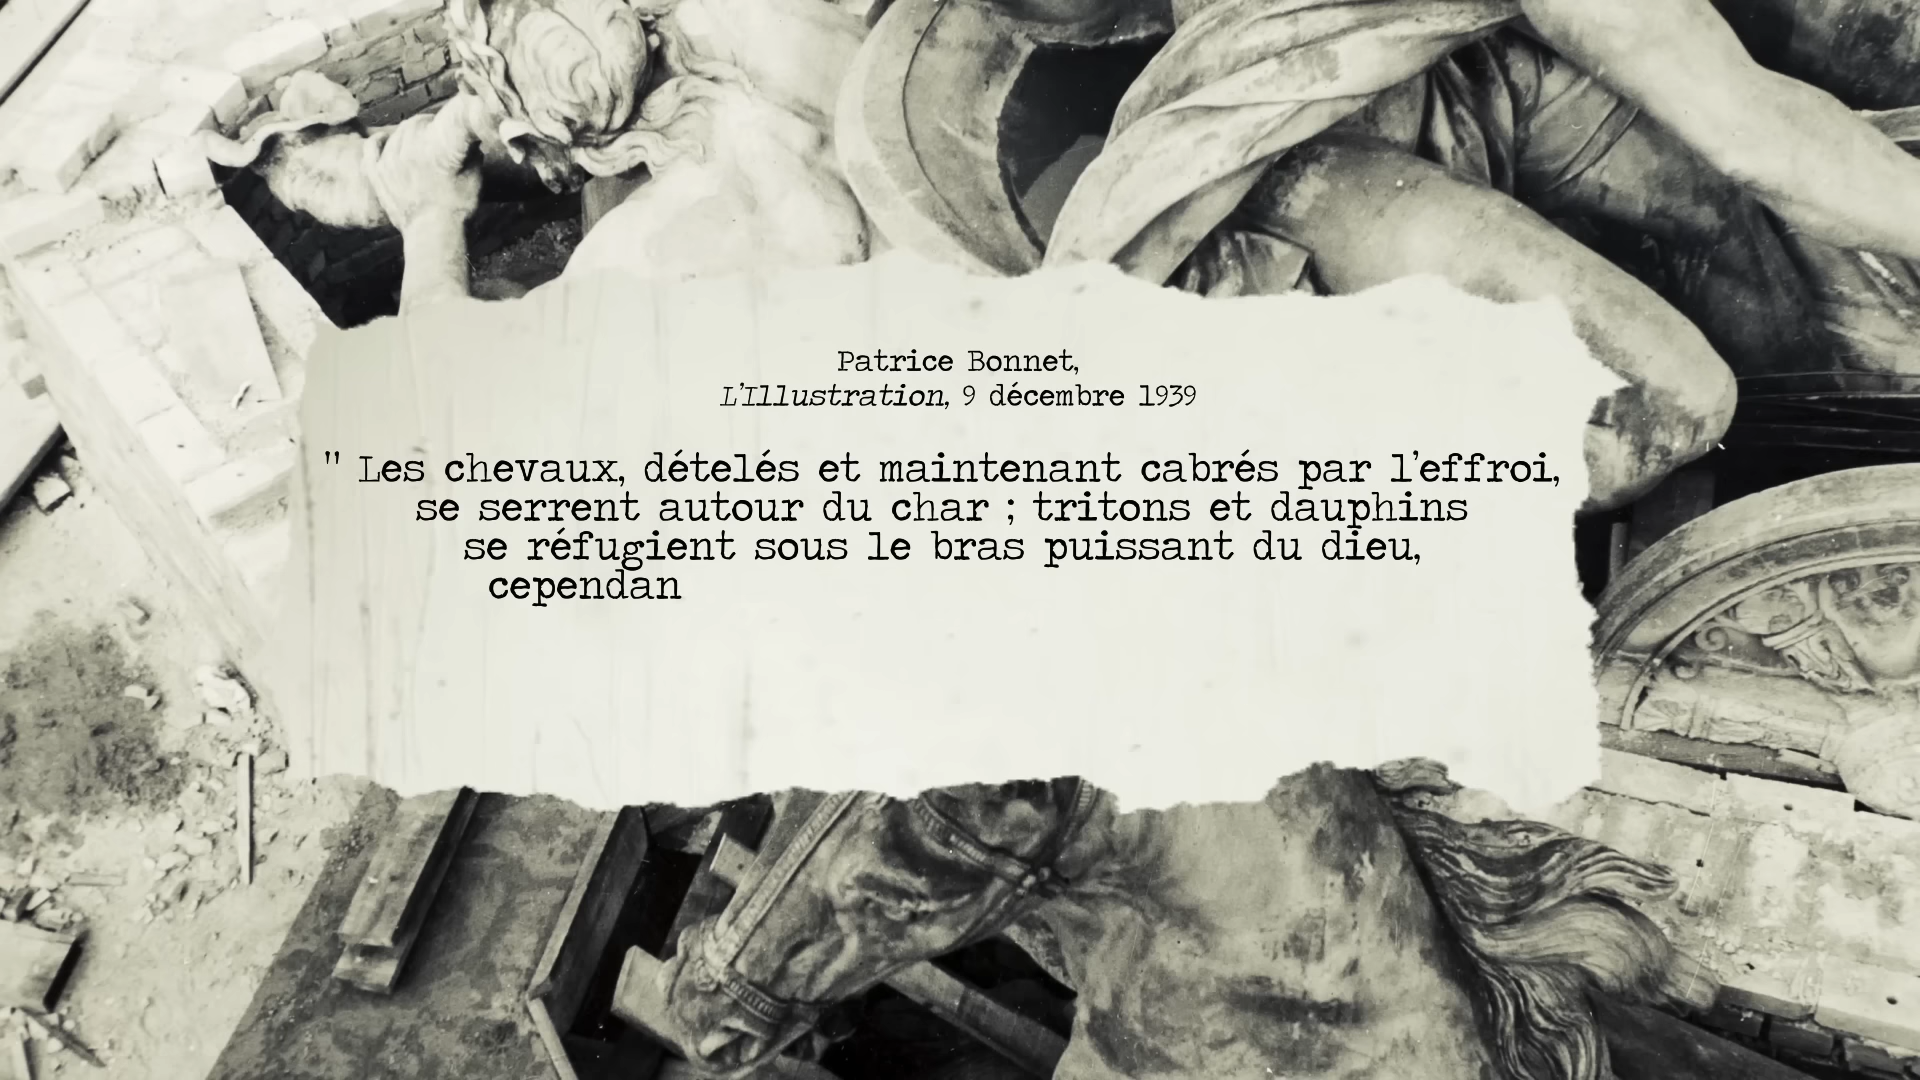 Patrice Bonnet,
L'Illustration, 9 décembre 1939
" Les chevaux, dételés et maintenant cabrés par l'effroi,
se serrent autour du char ; tritons et dauphins
se réfugient sous le bras puissant du dieu,
cependan